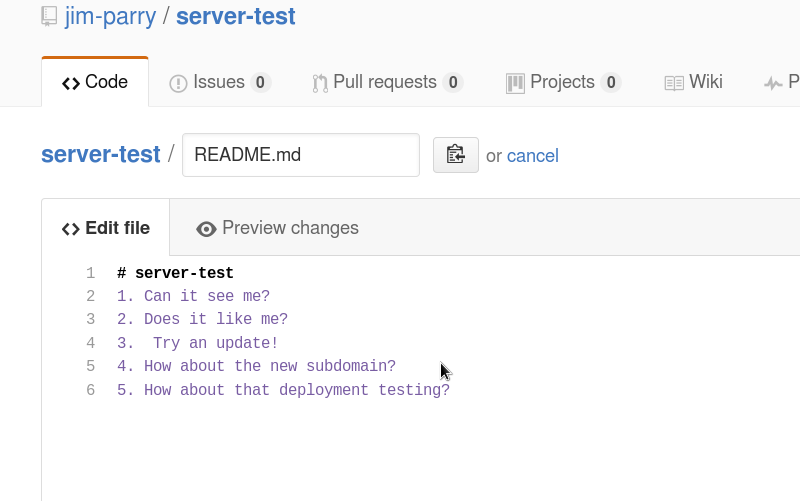 jim-parry / server-test
Code Issues 0 Pull requests 0 Projects 0 Wiki P
server-test / README.md or cancel
Edit file Preview changes
1 # server-test
2 1. Can it see me?
3 2. Does it like me?
4 3.  Try an update!
5 4. How about the new subdomain?
6 5. How about that deployment testing?